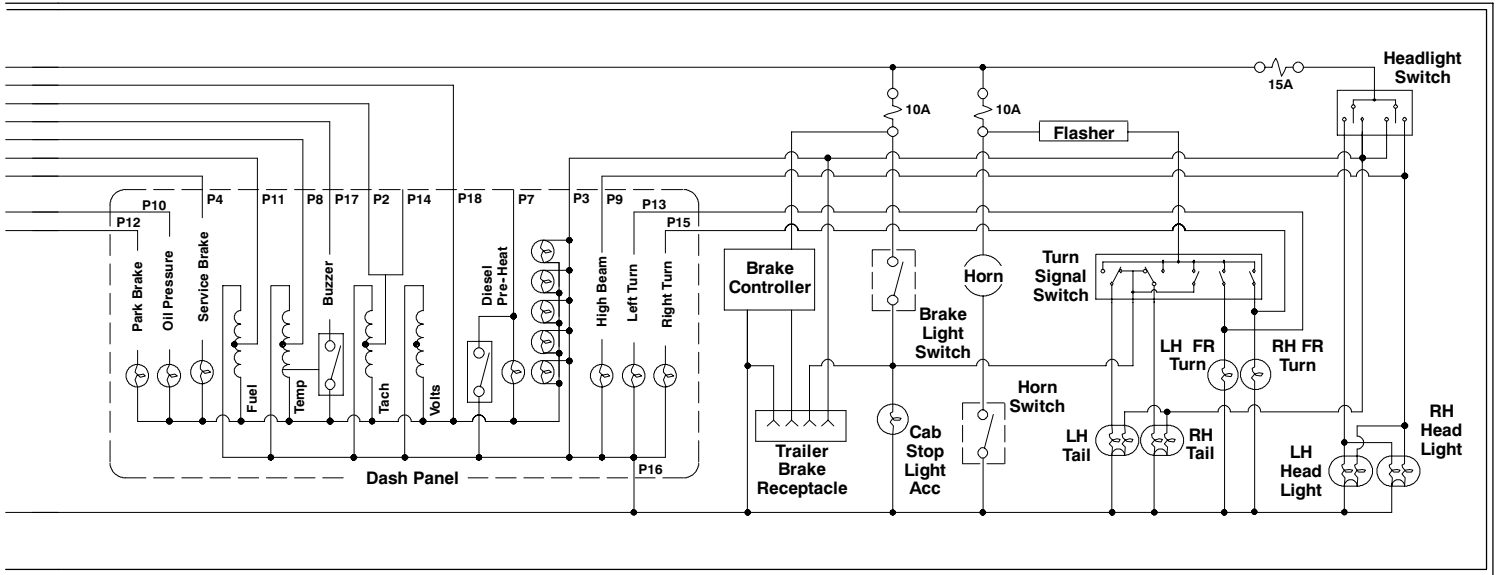 Headlight
Switch
15A
10A
10A
Flasher
P10
P12
P4
P11
P8
P17
P2
P14
P18
P7
P3
P9
P13
P15
Park Brake
Oil Pressure
Service Brake
Fuel
Temp
Buzzer
Tach
Volts
Diesel
Pre-Heat
High Beam
Left Turn
Right Turn
P16
Dash Panel
Brake
Controller
Trailer
Brake
Receptacle
Brake
Light
Switch
Cab
Stop
Light
Acc
Horn
Horn
Switch
Turn
Signal
Switch
LH FR
Turn
RH FR
Turn
LH
Tail
RH
Tail
LH
Head
Light
RH
Head
Light